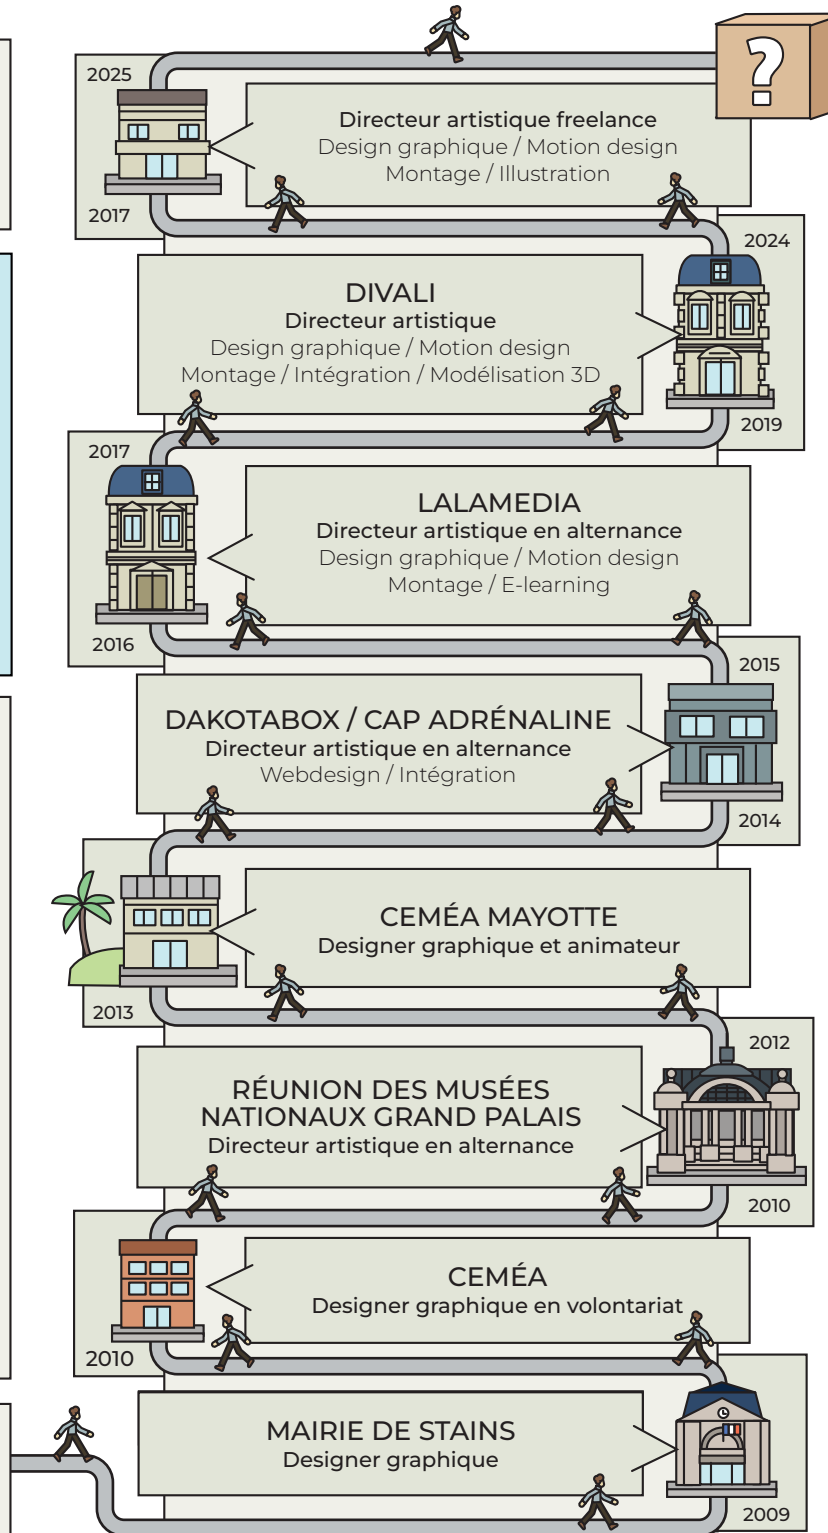 ?
2025
Directeur artistique freelance
Design graphique / Motion design
Montage / Illustration
2017
2024
DIVALI
Directeur artistique
Design graphique / Motion design
Montage / Intégration / Modélisation 3D
2019
2017
LALAMEDIA
Directeur artistique en alternance
Design graphique / Motion design
Montage / E-learning
2016
2015
DAKOTABOX / CAP ADRÉNALINE
Directeur artistique en alternance
Webdesign / Intégration
2014
CEMÉA MAYOTTE
Designer graphique et animateur
2013
2012
RÉUNION DES MUSÉES
NATIONAUX GRAND PALAIS
Directeur artistique en alternance
2010
CEMÉA
Designer graphique en volontariat
2010
MAIRIE DE STAINS
Designer graphique
2009